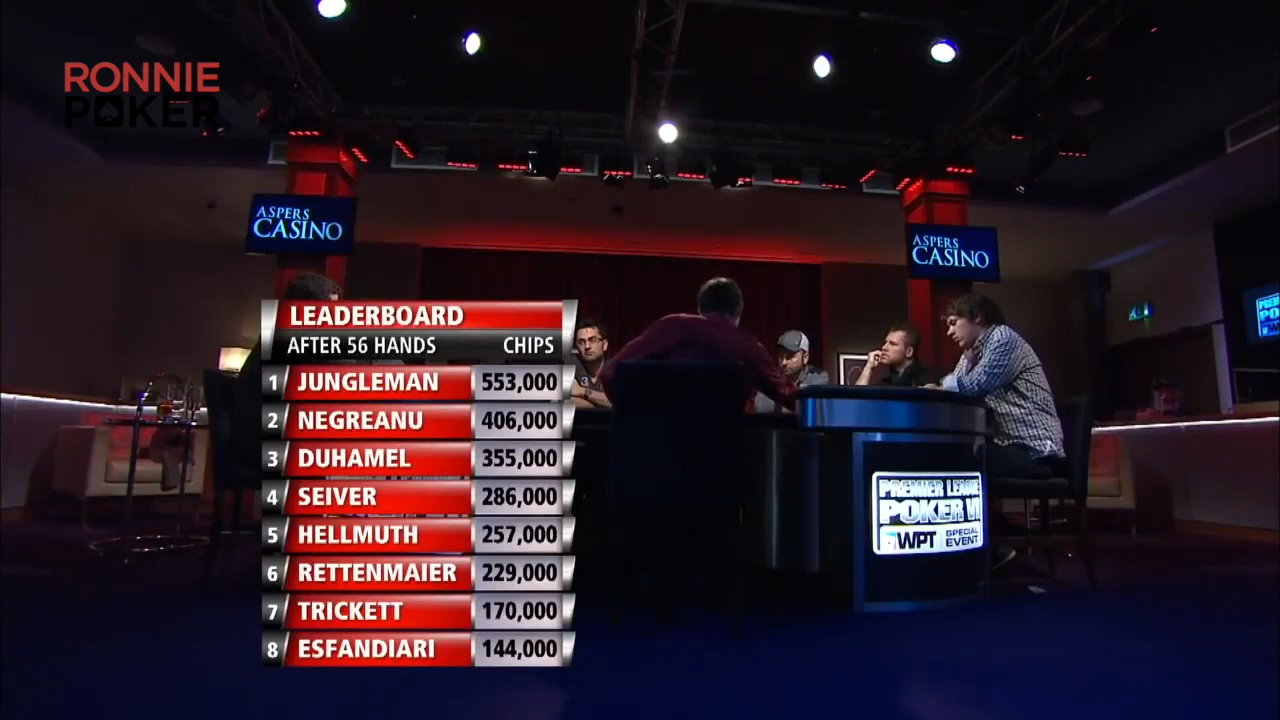 RONNIE
POKER
ASPERS
CASINO
ASPERS
CASINO
LEADERBOARD
AFTER 56 HANDS CHIPS
1 JUNGLEMAN 553,000
2 NEGREANU 406,000
3 DUHAMEL 355,000
4 SEIVER 286,000
5 HELLMUTH 257,000
6 RETTENMAIER 229,000
7 TRICKETT 170,000
8 ESFANDIARI 144,000
PREMIER LEAGUE
POKER VI
WPT SPECIAL
EVENT